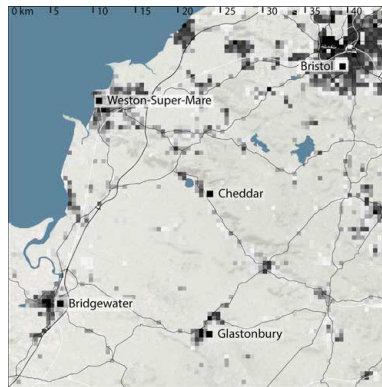 0 km 5 10 15 20 25 30 35 40
Bristol
Weston-Super-Mare
Cheddar
Bridgewater
Glastonbury